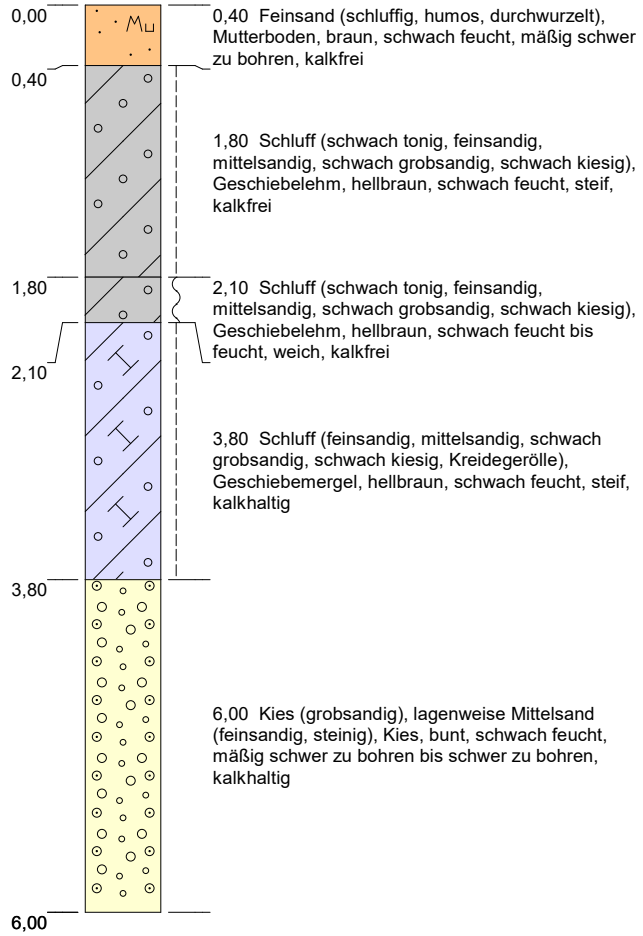 0,00
0,40 Feinsand (schluffig, humos, durchwurzelt),
Mutterboden, braun, schwach feucht, mäßig schwer
zu bohren, kalkfrei
Mu
0,40
1,80 Schluff (schwach tonig, feinsandig,
mittelsandig, schwach grobsandig, schwach kiesig),
Geschiebelehm, hellbraun, schwach feucht, steif,
kalkfrei
1,80
2,10 Schluff (schwach tonig, feinsandig,
mittelsandig, schwach grobsandig, schwach kiesig),
Geschiebelehm, hellbraun, schwach feucht bis
feucht, weich, kalkfrei
2,10
3,80 Schluff (feinsandig, mittelsandig, schwach
grobsandig, schwach kiesig, Kreidegerölle),
Geschiebemergel, hellbraun, schwach feucht, steif,
kalkhaltig
3,80
6,00 Kies (grobsandig), lagenweise Mittelsand
(feinsandig, steinig), Kies, bunt, schwach feucht,
mäßig schwer zu bohren bis schwer zu bohren,
kalkhaltig
6,00